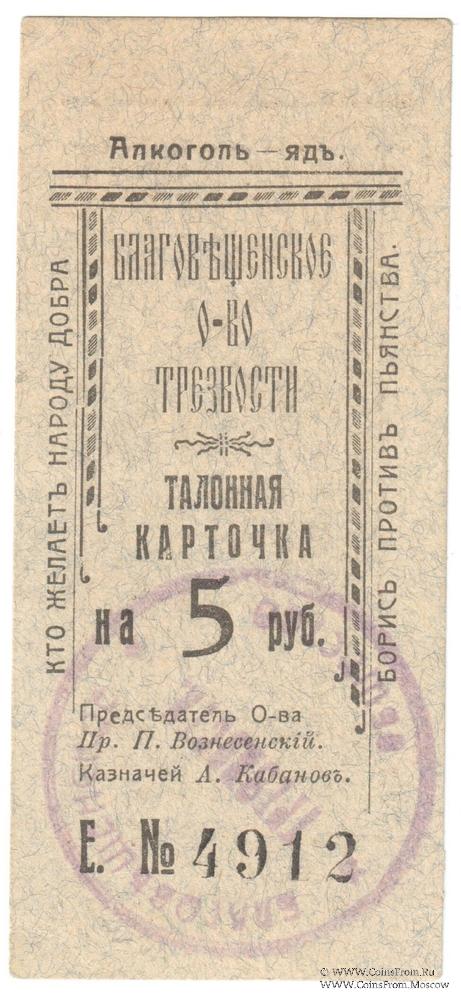 Алкоголь — ядъ.
КТО ЖЕЛАЕТЪ НАРОДУ ДОБРА
БЛАГОВѢЩЕНСКОЕ
О-ВО
ТРЕЗВОСТИ
ТАЛОННАЯ
КАРТОЧКА
на 5 руб.
БОРИСЬ ПРОТИВЪ ПЬЯНСТВА.
Предсѣдатель О-ва
Пр. П. Вознесенскій.
Казначей А. Кабановъ.
Е. № 4912
© WWW.CoinsFrom.Ru
© WWW.CoinsFrom.Moscow